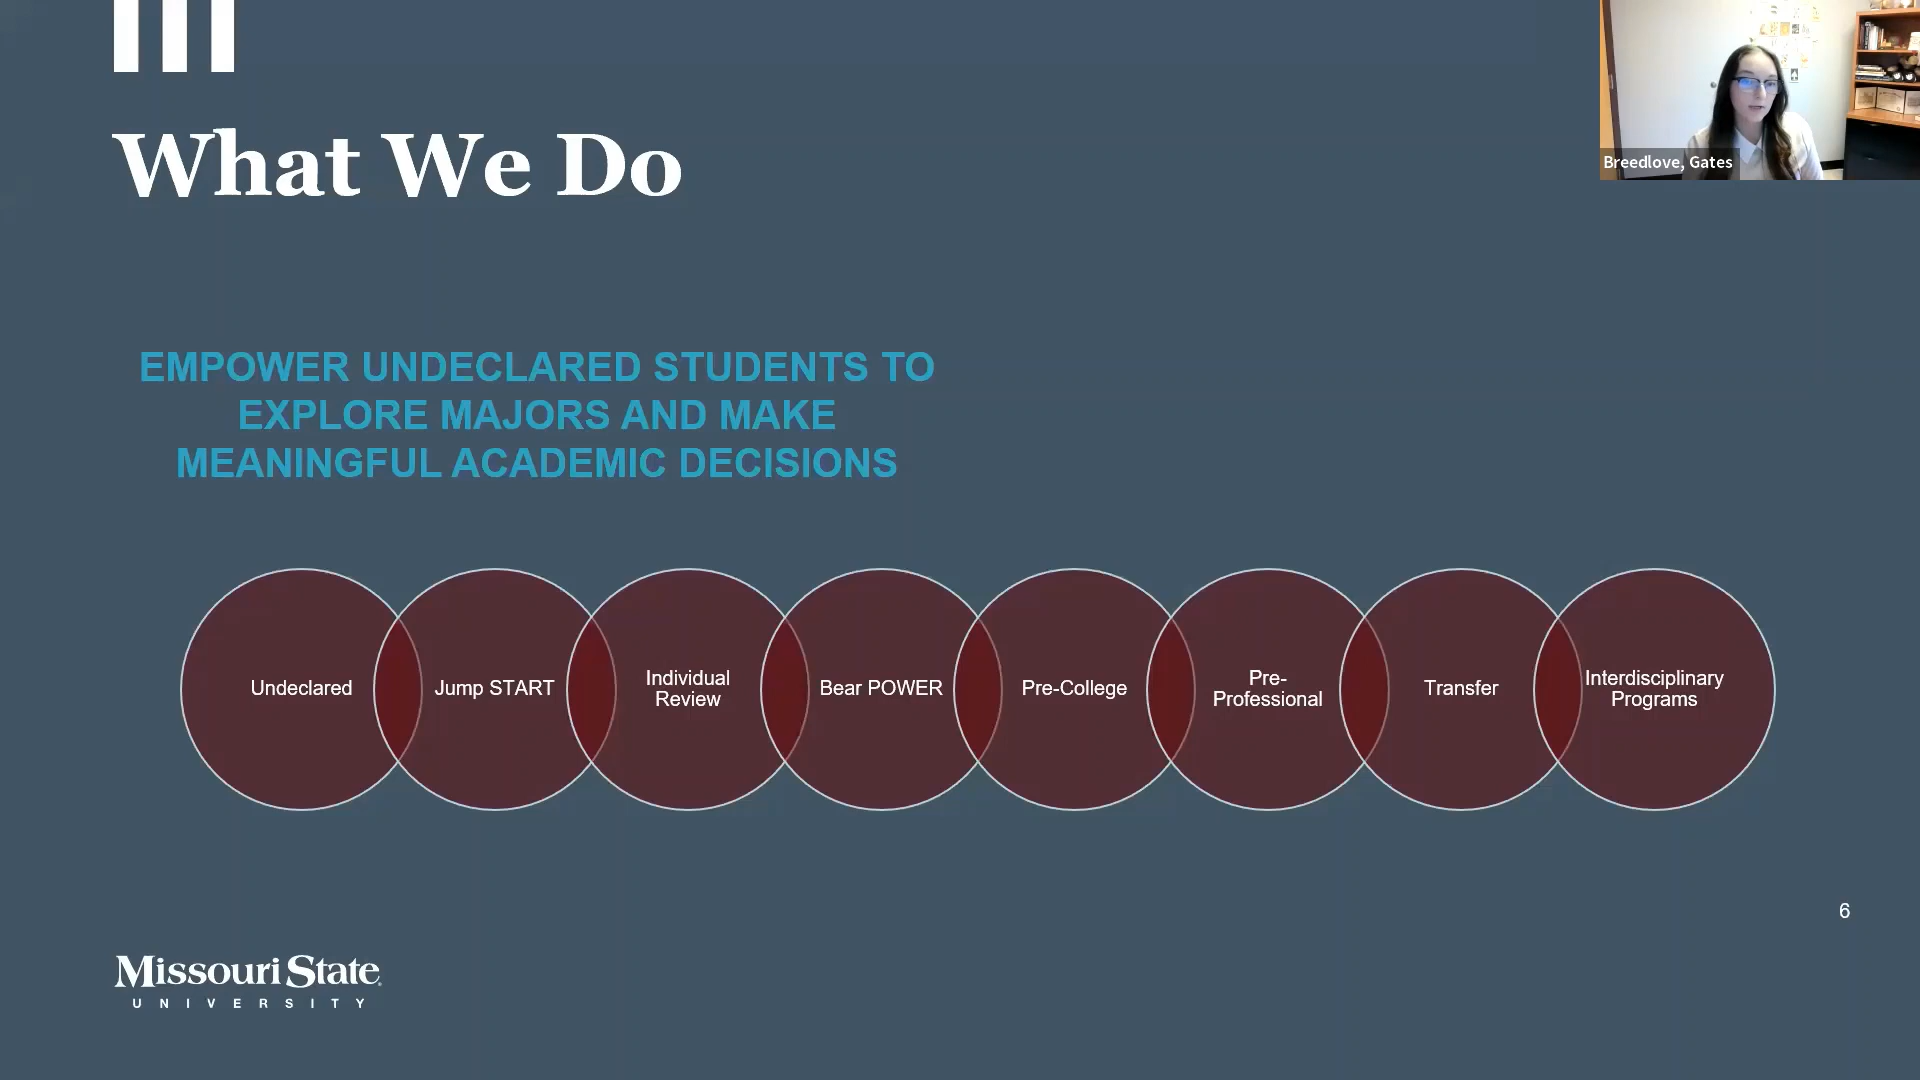 What We Do
Breedlove, Gates
EMPOWER UNDECLARED STUDENTS TO
EXPLORE MAJORS AND MAKE
MEANINGFUL ACADEMIC DECISIONS
Undeclared
Jump START
Individual
Review
Bear POWER
Pre-College
Pre-
Professional
Transfer
Interdisciplinary
Programs
6
Missouri State
UNIVERSITY